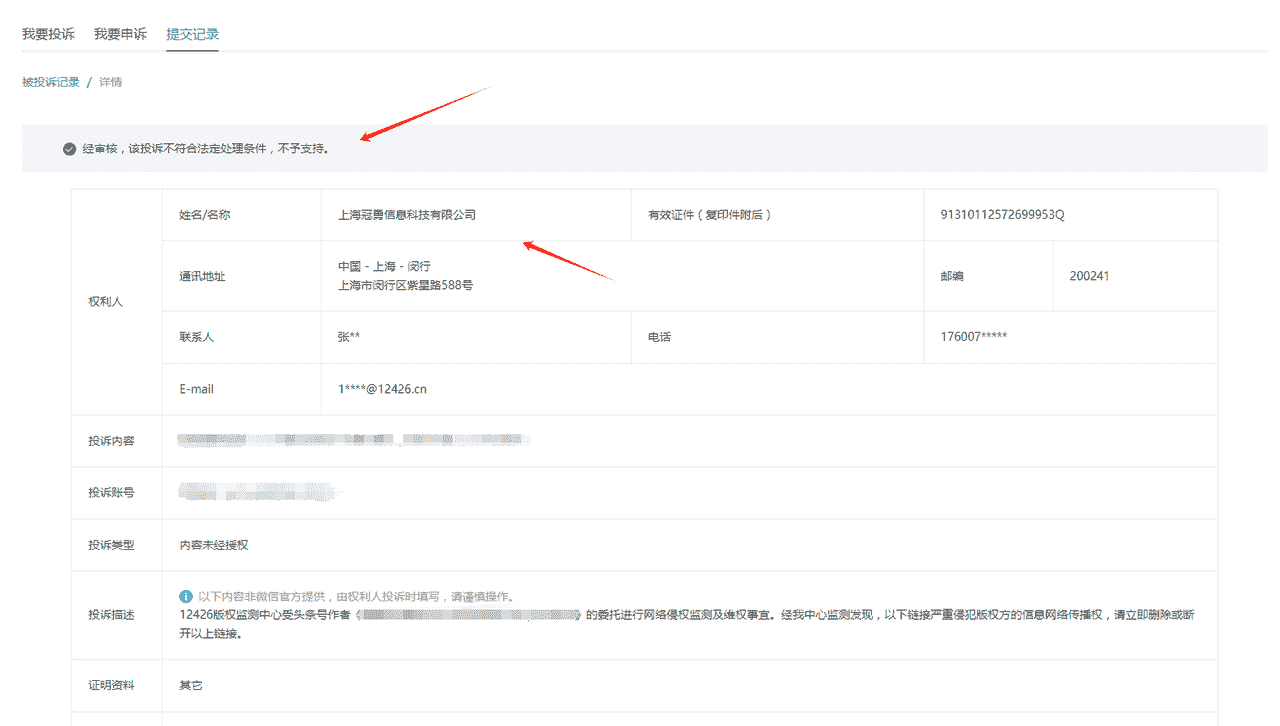 我要投诉 我要申诉 提交记录
被投诉记录 / 详情
经审核，该投诉不符合法定处理条件，不予支持。
权利人
姓名/名称 上海冠勇信息科技有限公司 有效证件（复印件附后） 91310112572699953Q
通讯地址 中国 - 上海 - 闵行
上海市闵行区紫星路588号
邮编 200241
联系人 张** 电话 176007*****
E-mail 1****@12426.cn
投诉内容
投诉账号
投诉类型 内容未经授权
投诉描述
以下内容非微信官方提供，由权利人投诉时填写，请谨慎操作。
12426版权监测中心受头条号作者《 》的委托进行网络侵权监测及维权事宜。经我中心监测发现，以下链接严重侵犯版权方的信息网络传播权，请立即删除或断
开以上链接。
证明资料 其它